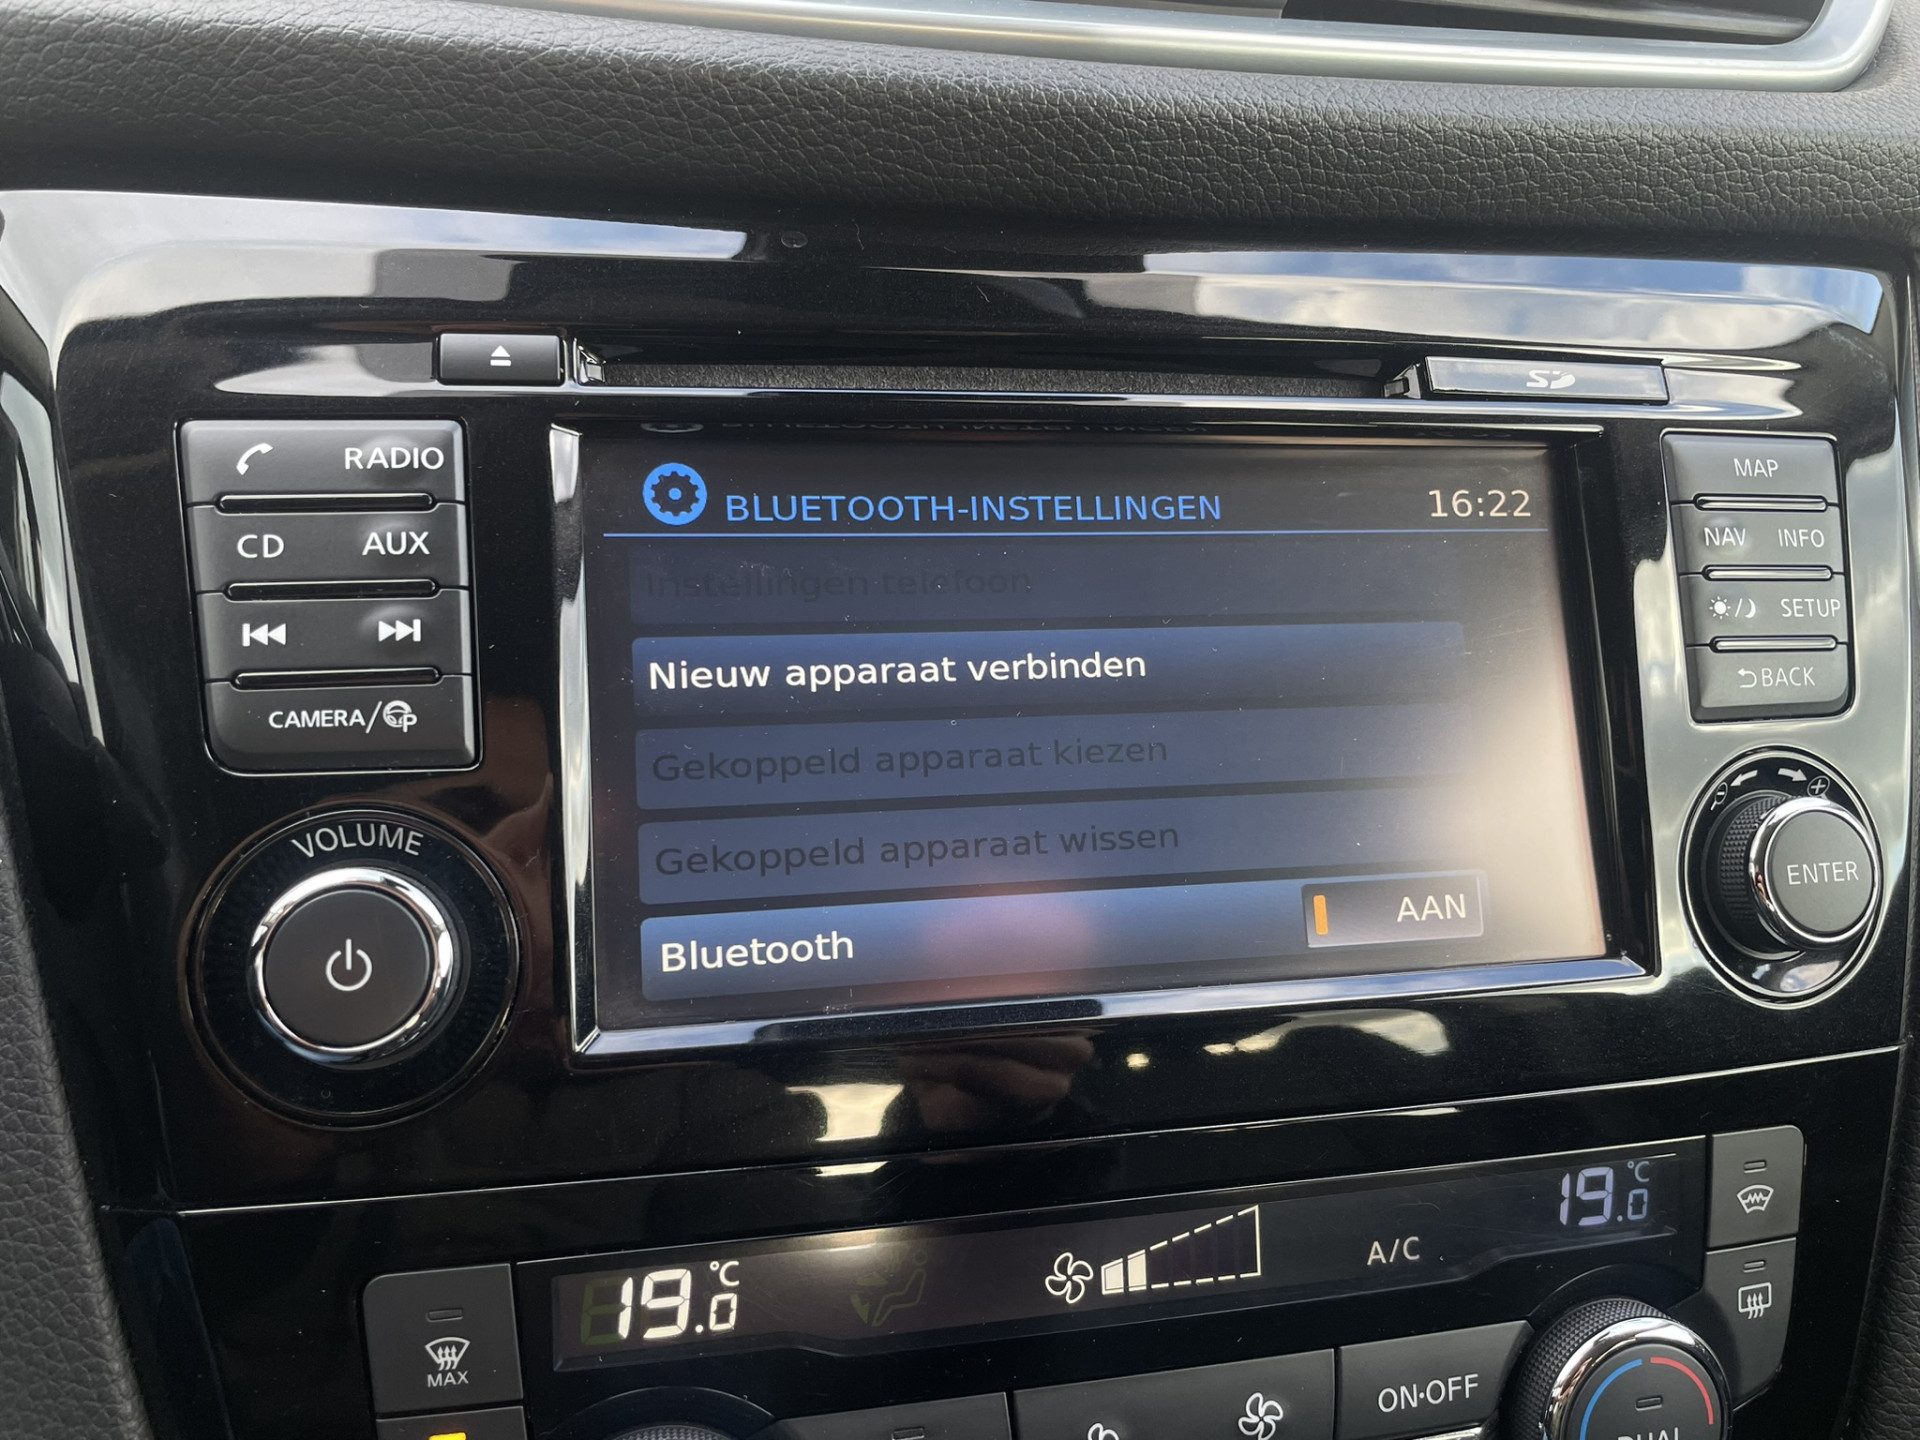 SD
RADIO
CD AUX
CAMERA/
VOLUME
BLUETOOTH-INSTELLINGEN 16:22
Instellingen telefoon
Nieuw apparaat verbinden
Gekoppeld apparaat kiezen
Gekoppeld apparaat wissen
Bluetooth AAN
MAP
NAV INFO
SETUP
BACK
ENTER
19.0 °C
A/C
19.0 °C
MAX
ON·OFF
DUAL